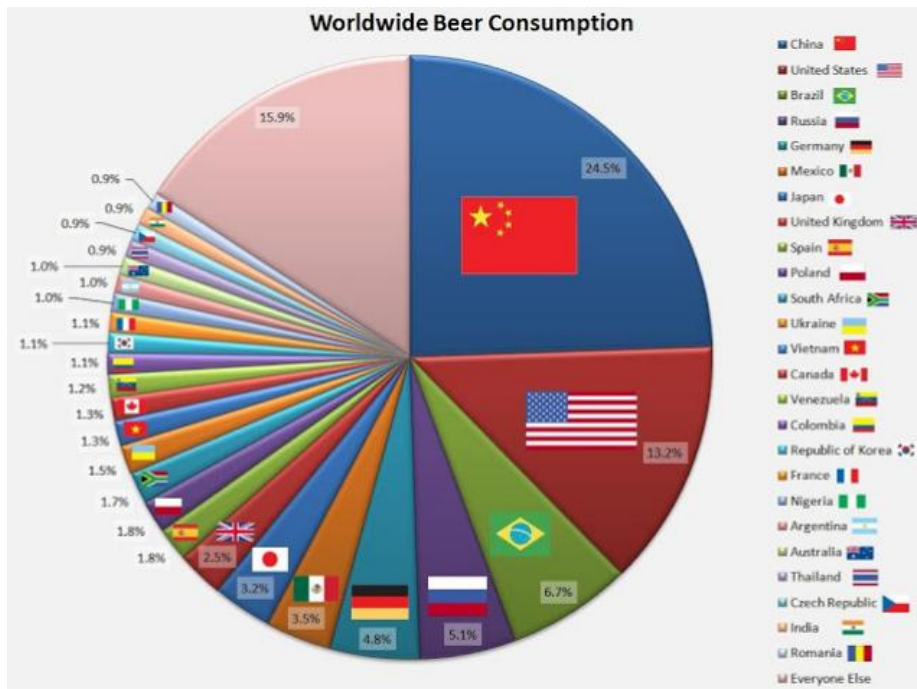 Worldwide Beer Consumption
China
United States
Brazil
Russia
Germany
Mexico
Japan
United Kingdom
Spain
Poland
South Africa
Ukraine
Vietnam
Canada
Venezuela
Colombia
Republic of Korea
France
Nigeria
Argentina
Australia
Thailand
Czech Republic
India
Romania
Everyone Else
24.5%
13.2%
6.7%
5.1%
4.8%
3.5%
3.2%
2.5%
1.8%
1.8%
1.7%
1.5%
1.3%
1.3%
1.2%
1.1%
1.1%
1.1%
1.0%
1.0%
1.0%
0.9%
0.9%
0.9%
0.9%
15.9%